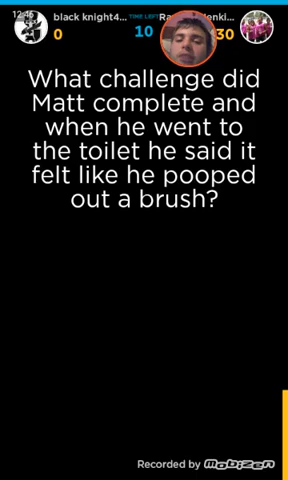 12:46
black knight4...
TIME LEFT
0
10
30
What challenge did
Matt complete and
when he went to
the toilet he said it
felt like he pooped
out a brush?
Recorded by mobizen